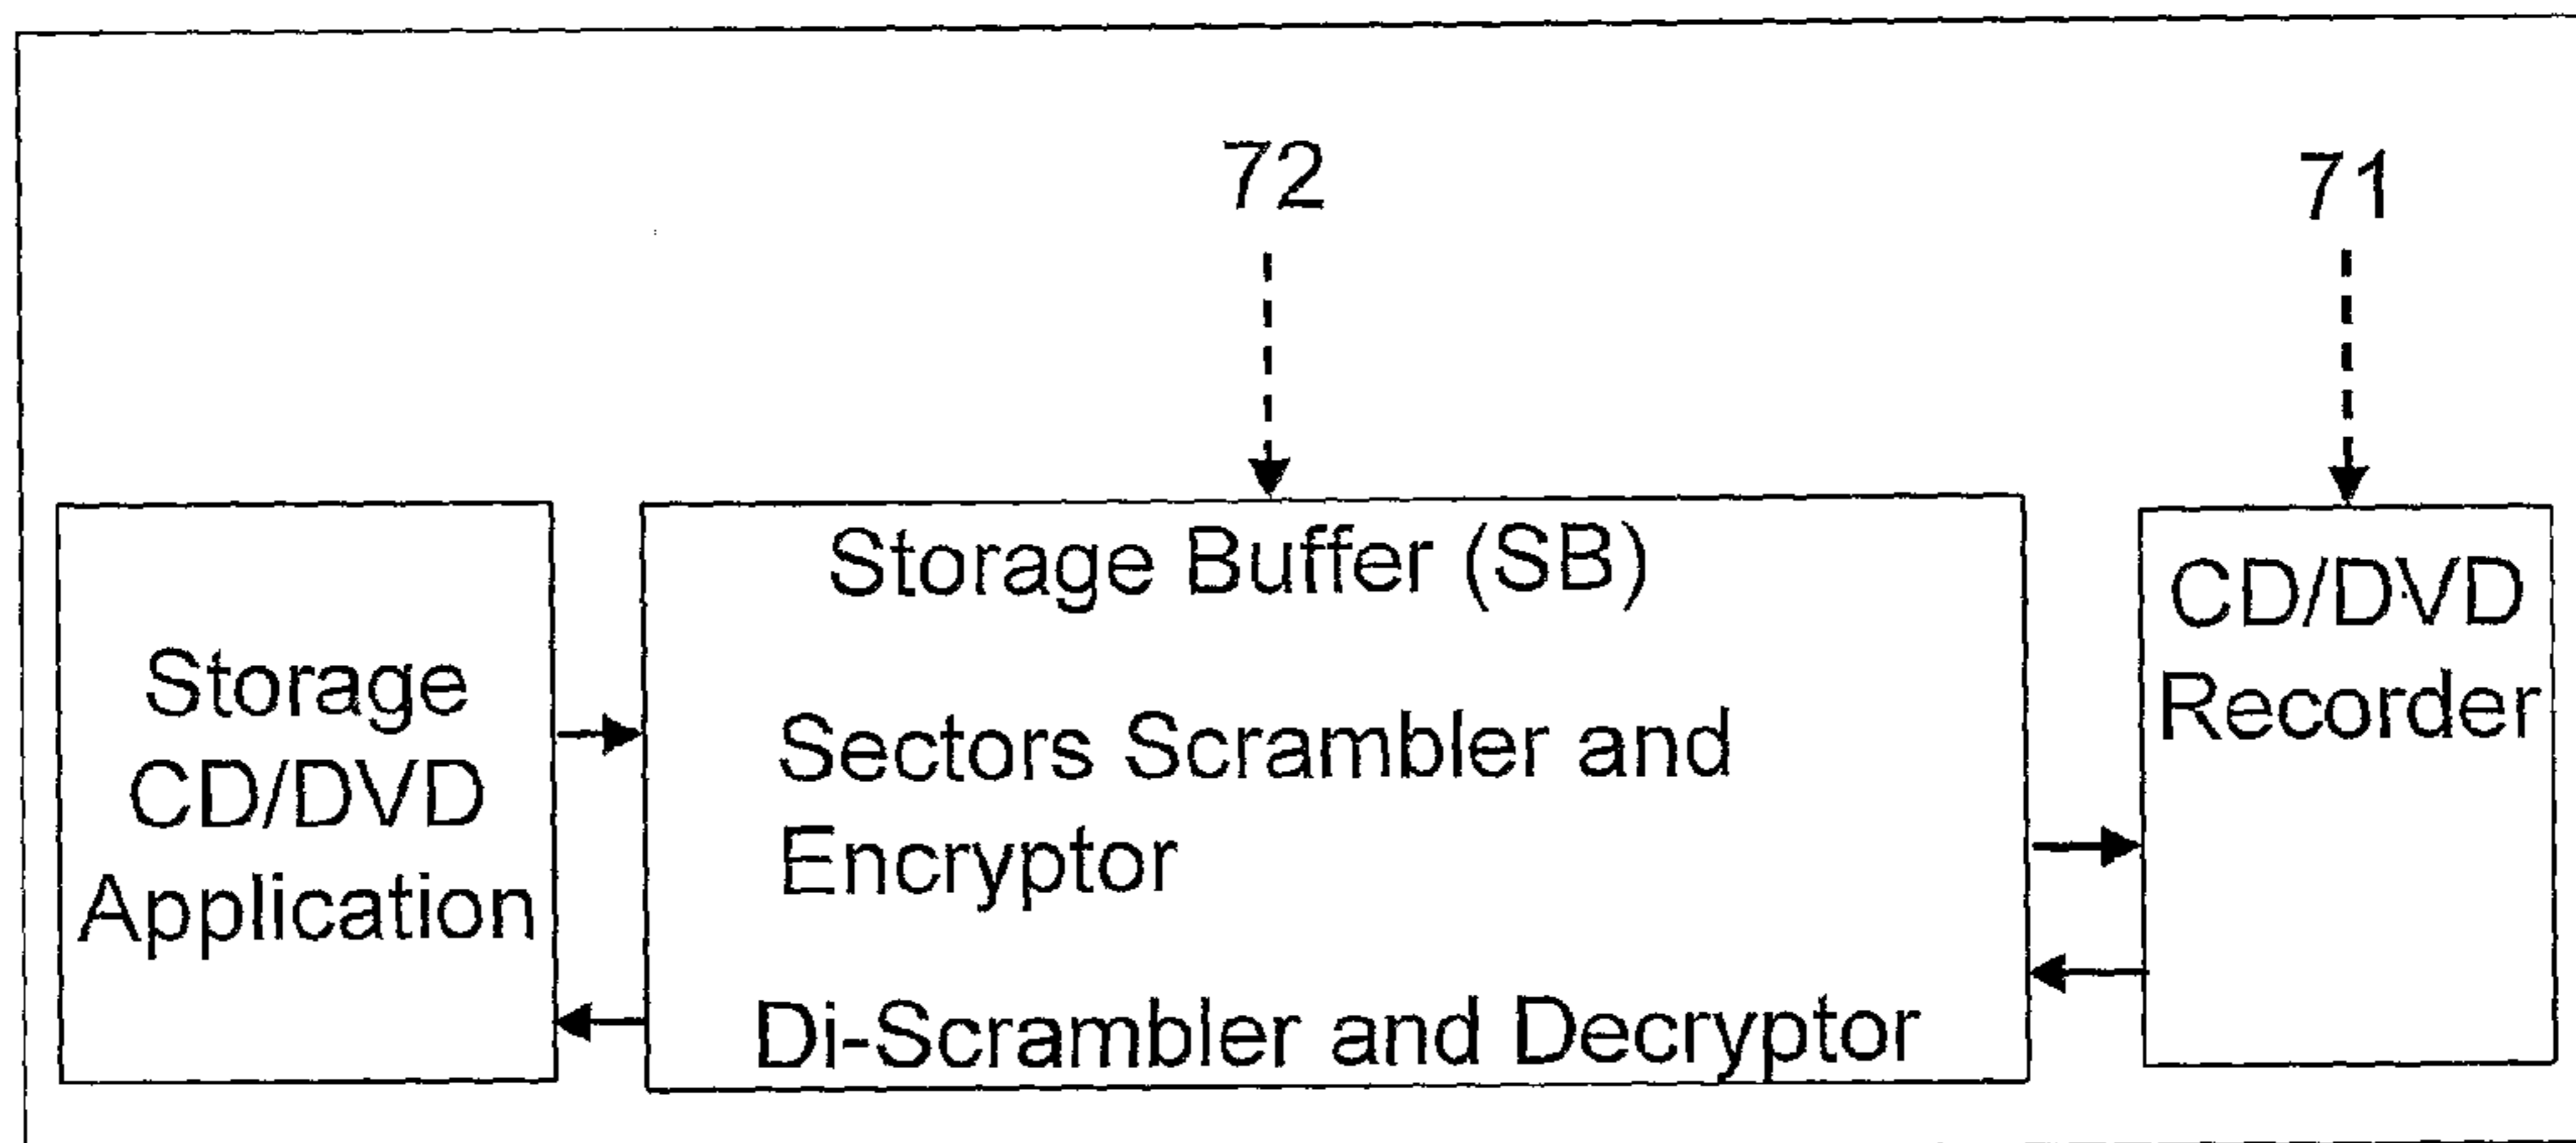 72
71
Storage
CD/DVD
Application
Storage Buffer (SB)
Sectors Scrambler and
Encryptor
Di-Scrambler and Decryptor
CD/DVD
Recorder